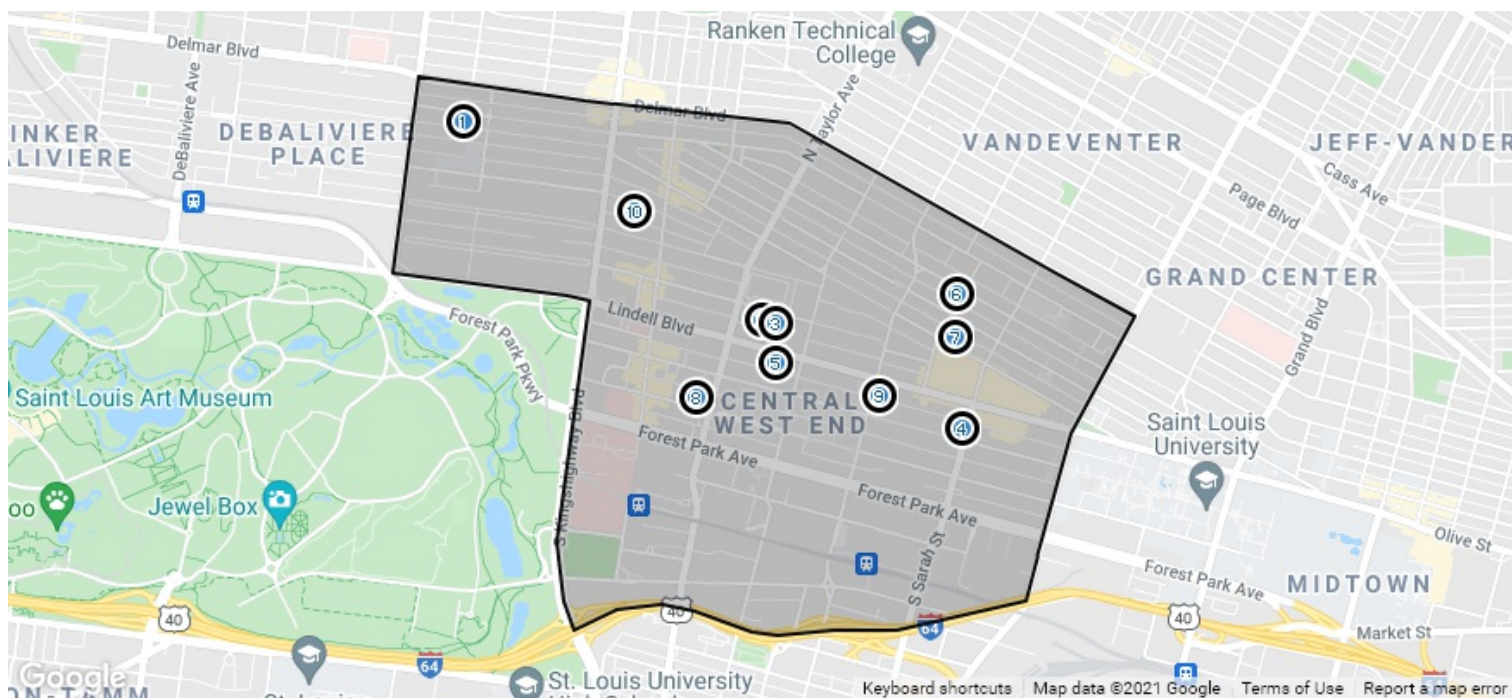 Delmar Blvd
Ranken Technical
College
DeBaliviere Ave
INKER
ALIVIERE
DEBALIVIERE
PLACE
1
Delmar Blvd
N Taylor Ave
VANDEVENTER
JEFF-VANDER
Cass Ave
Page Blvd
10
GRAND CENTER
6
Lindell Blvd
3
7
Forest Park Pkwy
Grand Blvd
5
Saint Louis Art Museum
8
CENTRAL
WEST END
9
4
Saint Louis
University
Forest Park Ave
S Kingshighway Blvd
oo
Jewel Box
Forest Park Ave
Olive St
S Sarah St
Forest Park Ave
MIDTOWN
40
40
40
64
Market St
64
Google
St. Louis University
Keyboard shortcuts
Map data ©2021 Google
Terms of Use
Report a map error